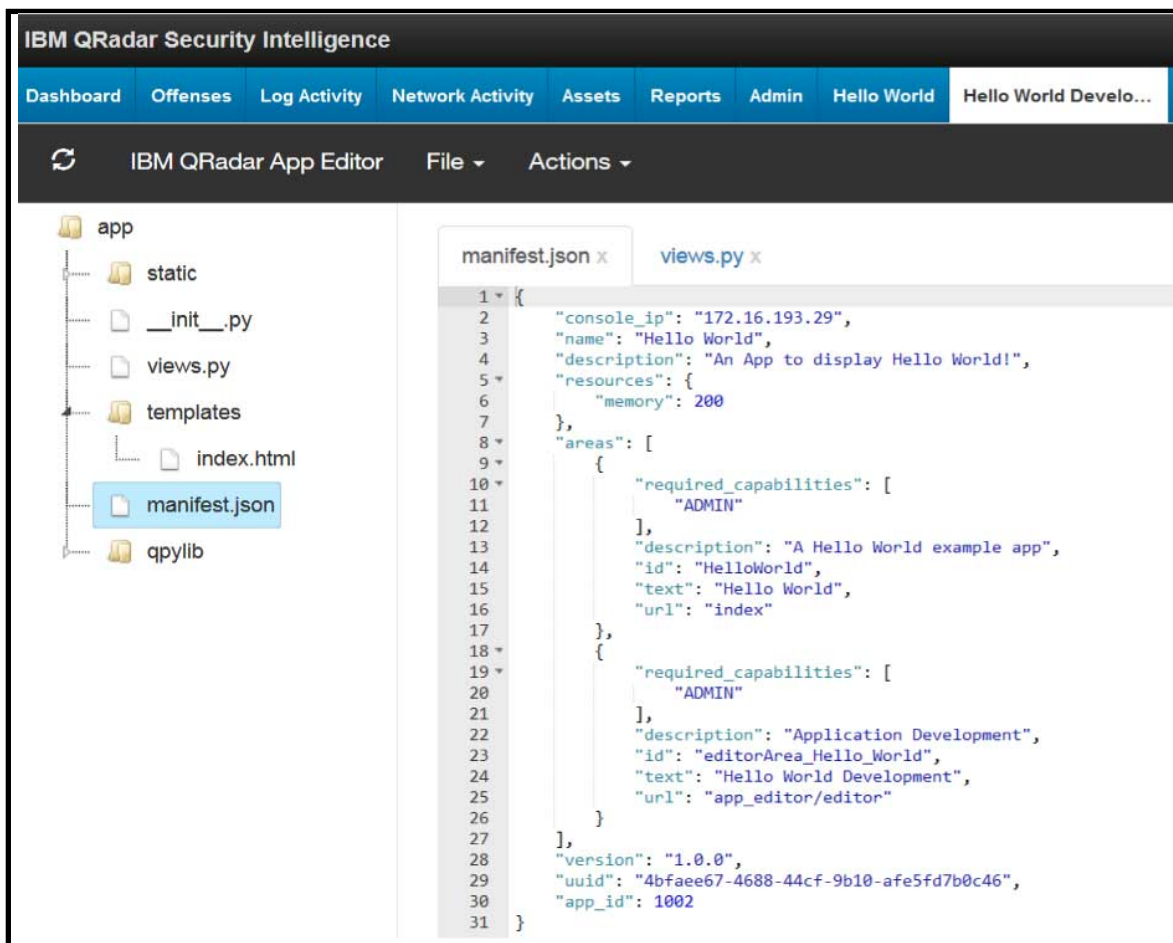 IBM QRadar Security Intelligence
Dashboard Offenses Log Activity Network Activity Assets Reports Admin Hello World Hello World Develo...
IBM QRadar App Editor File Actions
app
static
__init__.py
views.py
templates
index.html
manifest.json
qpylib
manifest.json x views.py x
1 {
2 "console_ip": "172.16.193.29",
3 "name": "Hello World",
4 "description": "An App to display Hello World!",
5 "resources": {
6 "memory": 200
7 },
8 "areas": [
9 {
10 "required_capabilities": [
11 "ADMIN"
12 ],
13 "description": "A Hello World example app",
14 "id": "HelloWorld",
15 "text": "Hello World",
16 "url": "index"
17 },
18 {
19 "required_capabilities": [
20 "ADMIN"
21 ],
22 "description": "Application Development",
23 "id": "editorArea_Hello_World",
24 "text": "Hello World Development",
25 "url": "app_editor/editor"
26 }
27 ],
28 "version": "1.0.0",
29 "uuid": "4bfaee67-4688-44cf-9b10-afe5fd7b0c46",
30 "app_id": 1002
31 }